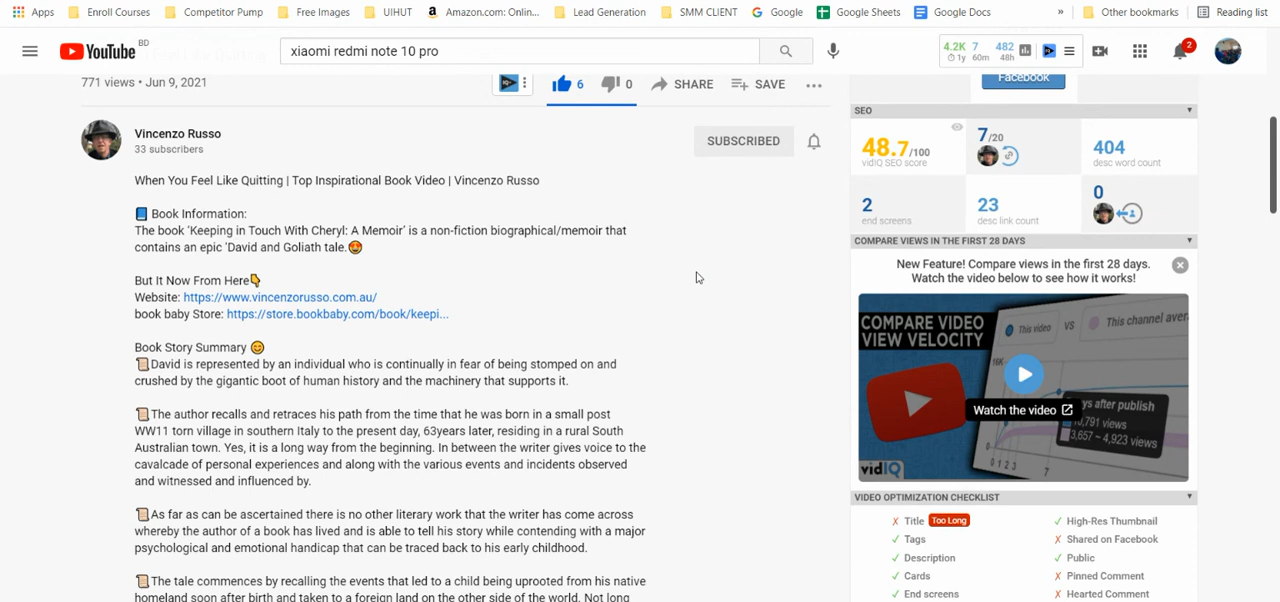 Apps Enroll Courses Competitor Pump Free Images UIHUT Amazon.com: Onlin... Lead Generation SMM CLIENT Google Google Sheets Google Docs » Other bookmarks Reading list
YouTube BD
xiaomi redmi note 10 pro
4.2K 7 482
1y 60m 48h
2
771 views • Jun 9, 2021
6 0 SHARE SAVE
Vincenzo Russo
33 subscribers
SUBSCRIBED
When You Feel Like Quitting | Top Inspirational Book Video | Vincenzo Russo
📘 Book Information:
The book 'Keeping in Touch With Cheryl: A Memoir' is a non-fiction biographical/memoir that
contains an epic 'David and Goliath tale.😍
But It Now From Here👇
Website: https://www.vincenzorusso.com.au/
book baby Store: https://store.bookbaby.com/book/keepi...
Book Story Summary 😊
📜David is represented by an individual who is continually in fear of being stomped on and
crushed by the gigantic boot of human history and the machinery that supports it.
📜The author recalls and retraces his path from the time that he was born in a small post
WW11 torn village in southern Italy to the present day, 63years later, residing in a rural South
Australian town. Yes, it is a long way from the beginning. In between the writer gives voice to the
cavalcade of personal experiences and along with the various events and incidents observed
and witnessed and influenced by.
📜As far as can be ascertained there is no other literary work that the writer has come across
whereby the author of a book has lived and is able to tell his story while contending with a major
psychological and emotional handicap that can be traced back to his early childhood.
📜The tale commences by recalling the events that led to a child being uprooted from his native
homeland soon after birth and taken to a foreign land on the other side of the world. Not long
Facebook
SEO
48.7/100
vidIQ SEO score
7/20
404
desc word count
2
end screens
23
desc link count
0
COMPARE VIEWS IN THE FIRST 28 DAYS
New Feature! Compare views in the first 28 days.
Watch the video below to see how it works!
COMPARE VIDEO
VIEW VELOCITY
This video VS This channel aver
16K
Watch the video
ys after publish
10,791 views
3,657 ~ 4,923 views
0 1 2 3 7
vidIQ
VIDEO OPTIMIZATION CHECKLIST
✗ Title Too Long
✓ Tags
✓ Description
✓ Cards
✓ End screens
✓ High-Res Thumbnail
✗ Shared on Facebook
✓ Public
✗ Pinned Comment
✗ Hearted Comment